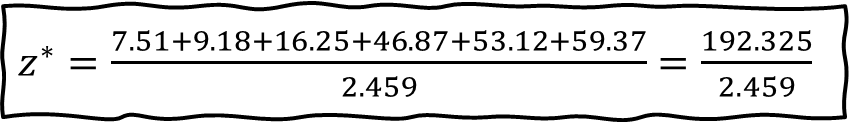 z* = (7.51+9.18+16.25+46.87+53.12+59.37)/2.459 = 192.325/2.459